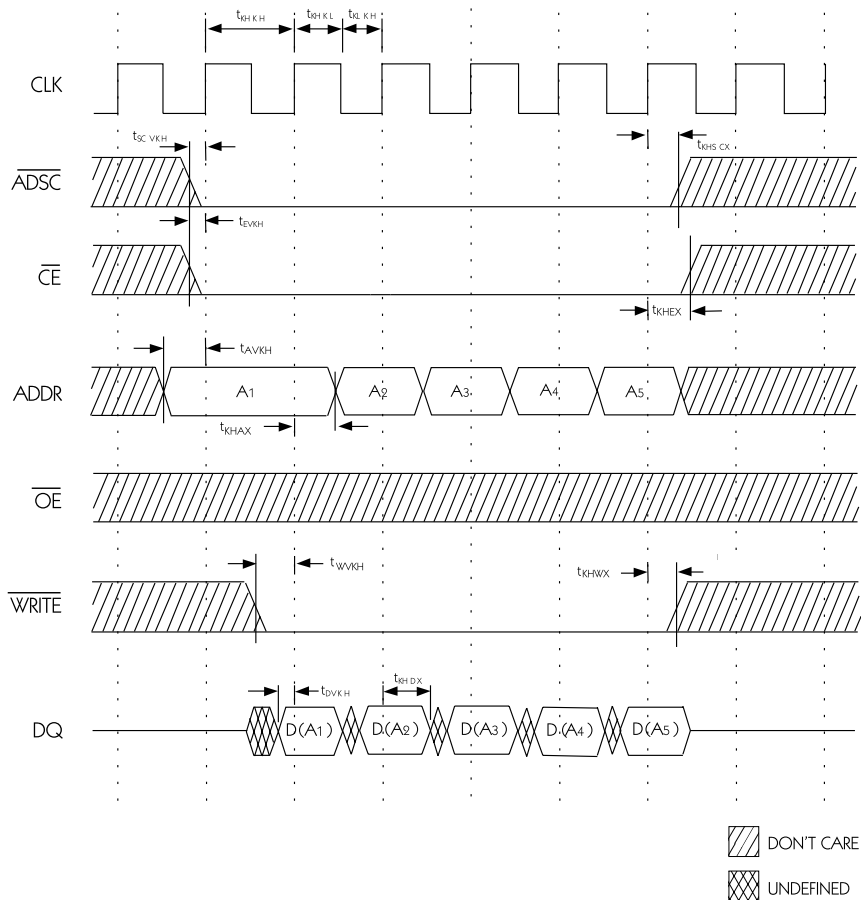 tKHKH tKHKL tKLKH
CLK
tSCVKH tKHSCX
ADSC
tEVKH
CE
tKHEX
tAVKH
ADDR A1 A2 A3 A4 A5
tKHAX
OE
tWVKH tKHWX
WRITE
tDVKH tKHDX
DQ D(A1) D(A2) D(A3) D(A4) D(A5)
DON'T CARE
UNDEFINED